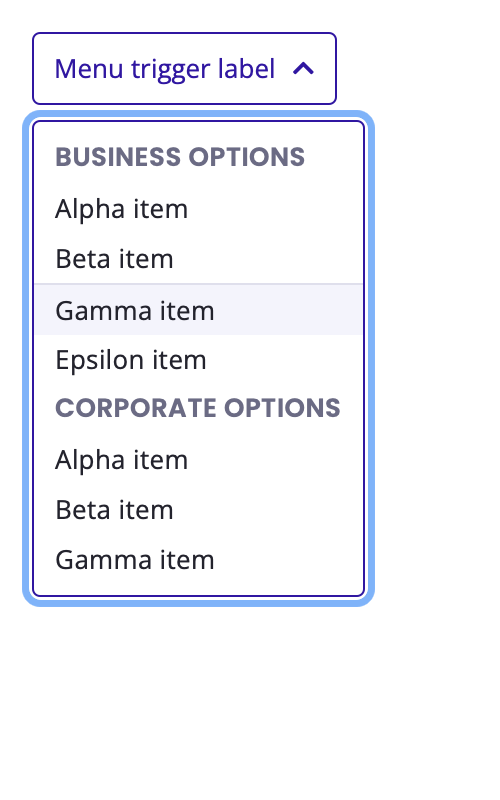 Menu trigger label
BUSINESS OPTIONS
Alpha item
Beta item
Gamma item
Epsilon item
CORPORATE OPTIONS
Alpha item
Beta item
Gamma item